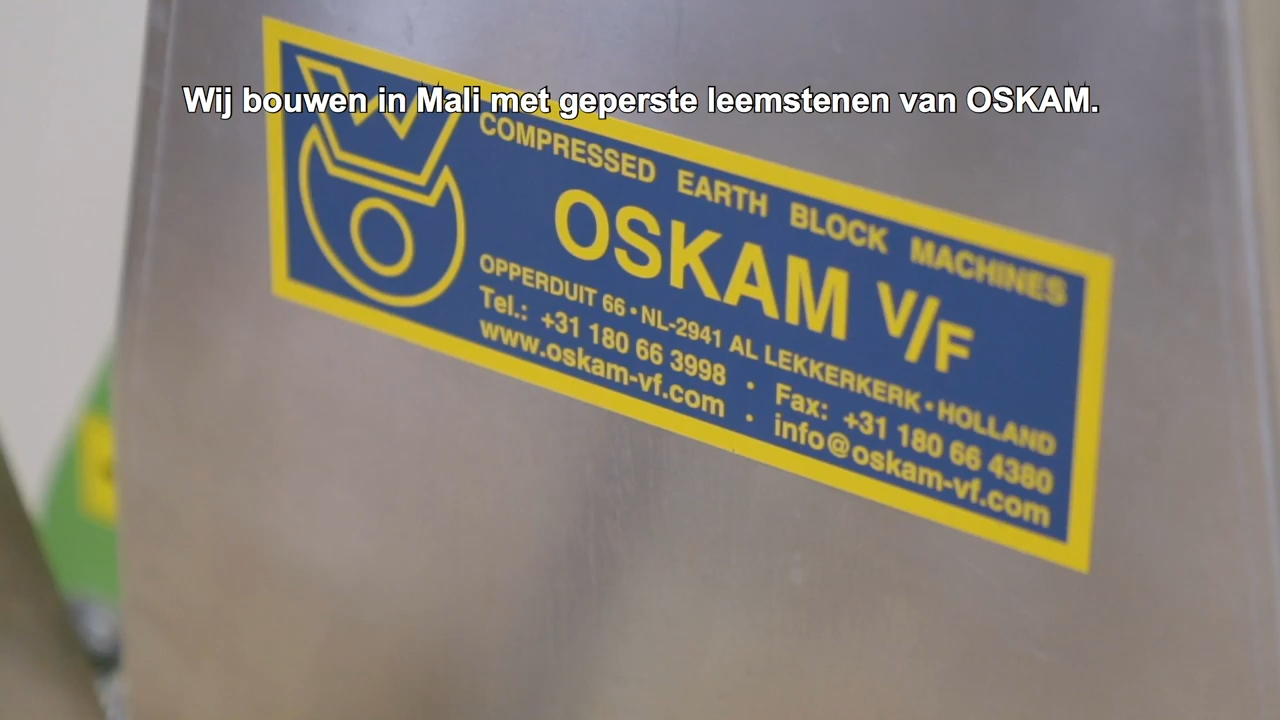 Wij bouwen in Mali met geperste leemstenen van OSKAM.
COMPRESSED EARTH BLOCK MACHINES
OSKAM V/F
OPPERDUIT 66 • NL-2941 AL LEKKERKERK • HOLLAND
Tel.: +31 180 66 3998 • Fax: +31 180 66 4380
www.oskam-vf.com • info@oskam-vf.com